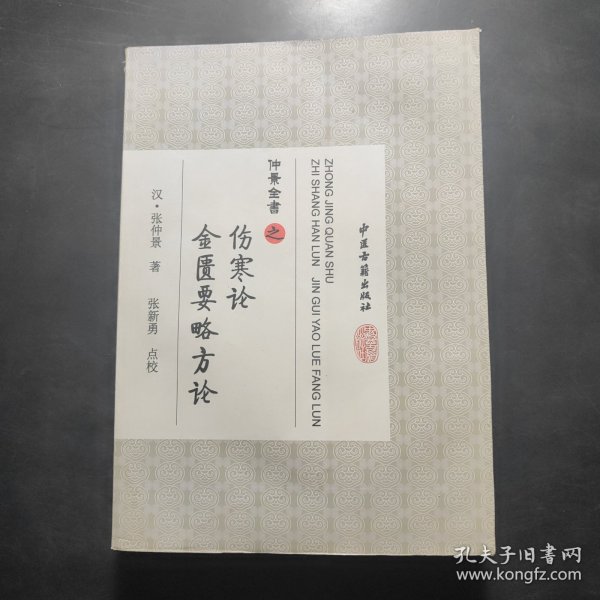 中医古籍出版社
ZHONG JING QUAN SHU
ZHI SHANG HAN LUN JIN GUI YAO LUE FANG LUN
仲景全書之
伤寒论
金匮要略方论
汉·张仲景 著
张新勇 点校
孔夫子旧书网
www.kongfz.com